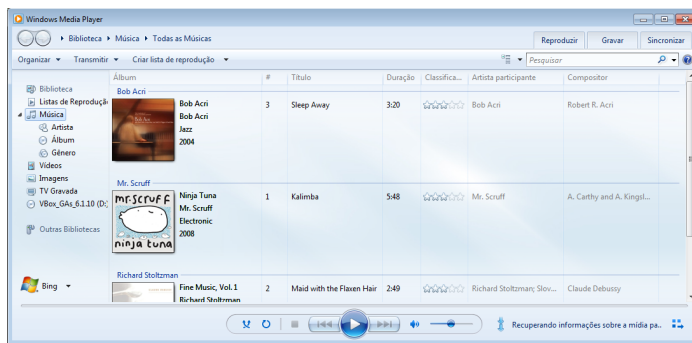 Windows Media Player
Biblioteca ▸ Música ▸ Todas as Músicas
Reproduzir Gravar Sincronizar
Organizar Transmitir Criar lista de reprodução Pesquisar
Álbum # Título Duração Classifica... Artista participante Compositor
Biblioteca
Listas de Reproduçã
Música
Artista
Álbum
Gênero
Vídeos
Imagens
TV Gravada
VBox_GAs_6.1.10 (D:)
Outras Bibliotecas
Bing
Bob Acri
Bob Acri 3 Sleep Away 3:20 Bob Acri Robert R. Acri
Bob Acri
Jazz
2004
Mr. Scruff
mr.scruff
ninja tuna
Ninja Tuna 1 Kalimba 5:48 Mr. Scruff A. Carthy and A. Kingsl...
Mr. Scruff
Electronic
2008
Richard Stoltzman
Fine Music, Vol. 1 2 Maid with the Flaxen Hair 2:49 Richard Stoltzman; Slov... Claude Debussy
Richard Stoltzman
Recuperando informações sobre a mídia pa..